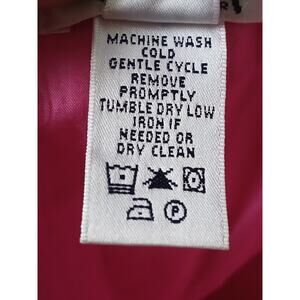 MACHINE WASH
COLD
GENTLE CYCLE
REMOVE
PROMPTLY
TUMBLE DRY LOW
IRON IF
NEEDED OR
DRY CLEAN
P